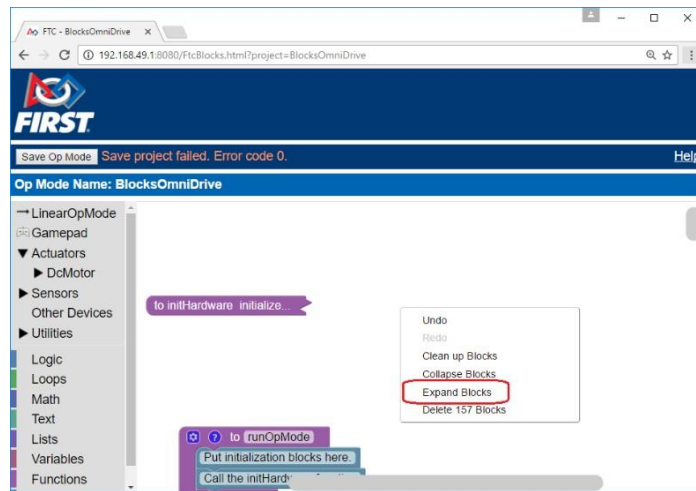 FTC - BlocksOmniDrive
192.168.49.1:8080/FtcBlocks.html?project=BlocksOmniDrive
FIRST
Save Op Mode Save project failed. Error code 0. Help
Op Mode Name: BlocksOmniDrive
LinearOpMode
Gamepad
Actuators
DcMotor
Sensors
Other Devices
Utilities
Logic
Loops
Math
Text
Lists
Variables
Functions
to initHardware initialize...
Undo
Redo
Clean up Blocks
Collapse Blocks
Expand Blocks
Delete 157 Blocks
to runOpMode
Put initialization blocks here.
Call the